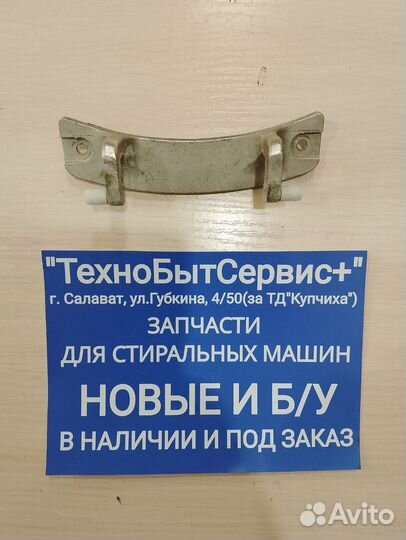 "ТехноБытСервис+"
г. Салават, ул.Губкина, 4/50(за ТД"Купчиха")
ЗАПЧАСТИ
ДЛЯ СТИРАЛЬНЫХ МАШИН
НОВЫЕ И Б/У
В НАЛИЧИИ И ПОД ЗАКАЗ
Avito